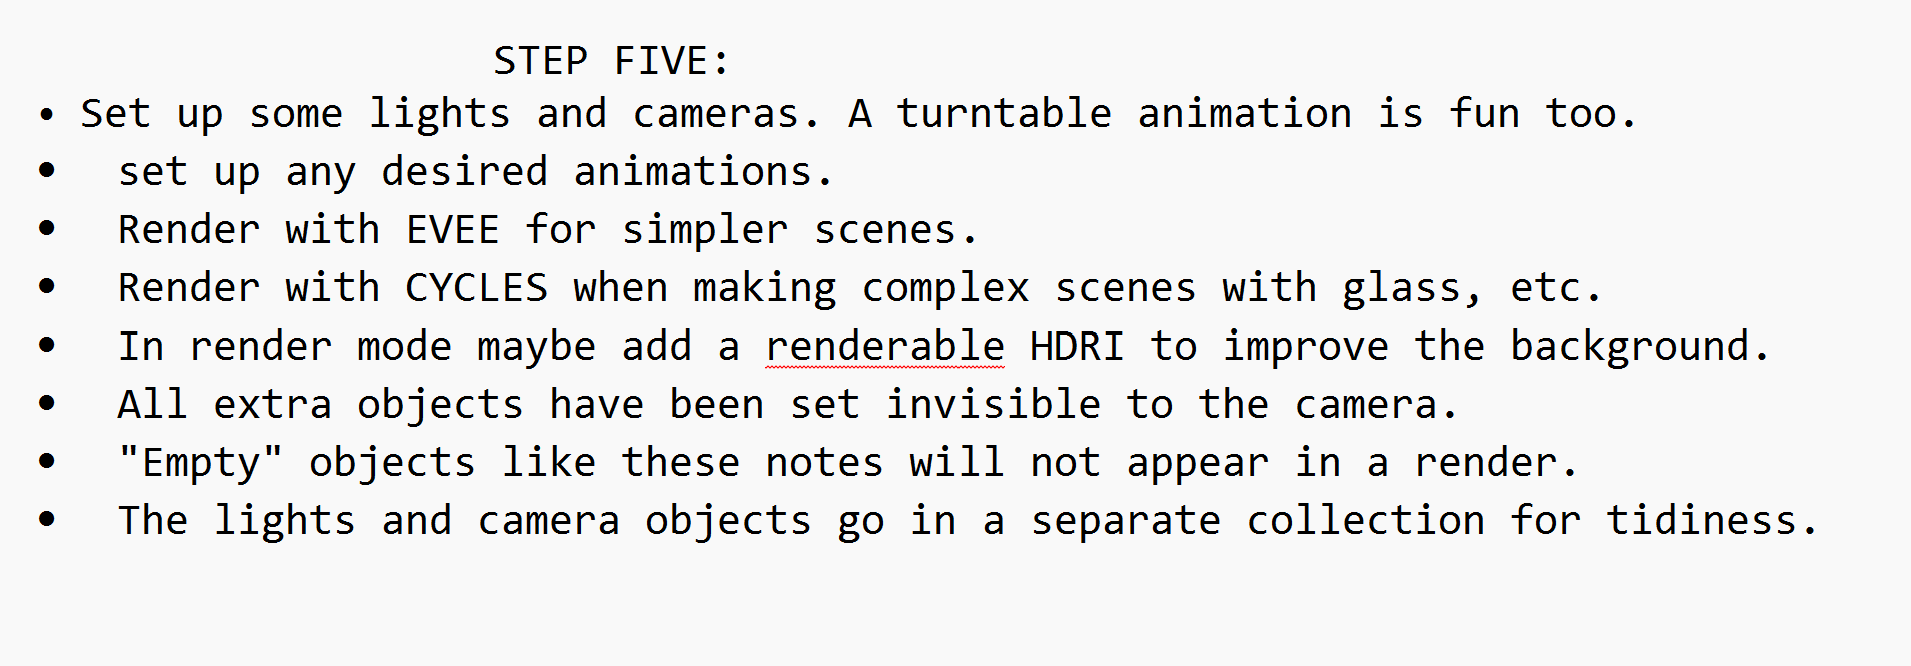 STEP FIVE:
• Set up some lights and cameras. A turntable animation is fun too.
• set up any desired animations.
• Render with EVEE for simpler scenes.
• Render with CYCLES when making complex scenes with glass, etc.
• In render mode maybe add a renderable HDRI to improve the background.
• All extra objects have been set invisible to the camera.
• "Empty" objects like these notes will not appear in a render.
• The lights and camera objects go in a separate collection for tidiness.